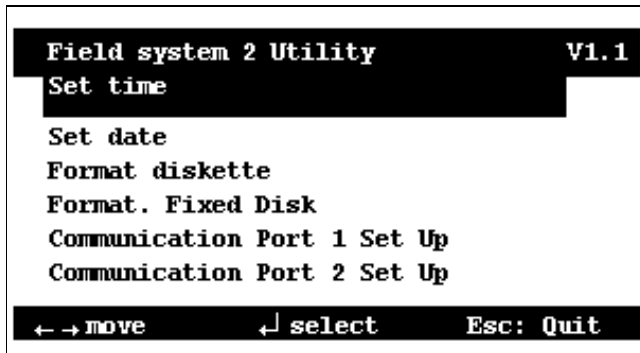 Field system 2 Utility V1.1
Set time
Set date
Format diskette
Format. Fixed Disk
Communication Port 1 Set Up
Communication Port 2 Set Up
←→move ↵ select Esc: Quit